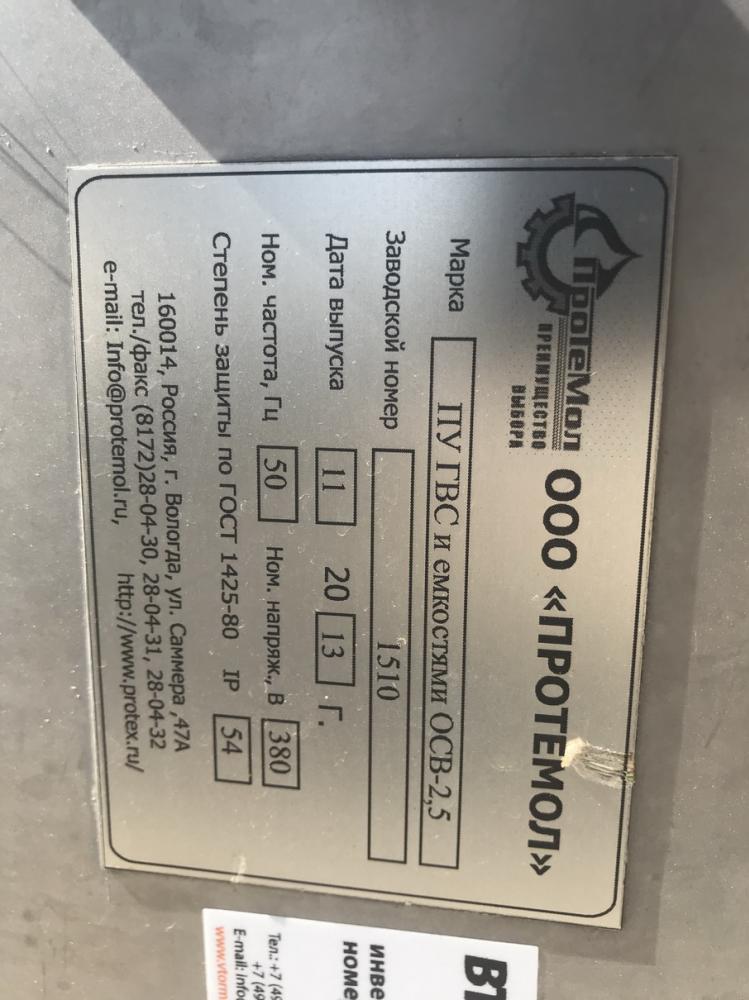 ПроТеМол
ПРЕИМУЩЕСТВО
ВЫБОРА
ООО «ПРОТЕМОЛ»
Марка ПУ ГВС и емкостями ОСВ-2,5
Заводской номер 1510
Дата выпуска 11 20 13 г.
Ном. частота, Гц 50 Ном. напряж., В 380
Степень защиты по ГОСТ 1425-80 IP 54
160014, Россия, г. Вологда, ул. Саммера ,47А
тел./факс (8172)28-04-30, 28-04-31, 28-04-32
e-mail: Info@protemol.ru, http://www.protex.ru/
ВТ
ИНВЕ
НОМЕ
Тел.: +7 (49
+7 (49
E-mail: info
www.vtorm